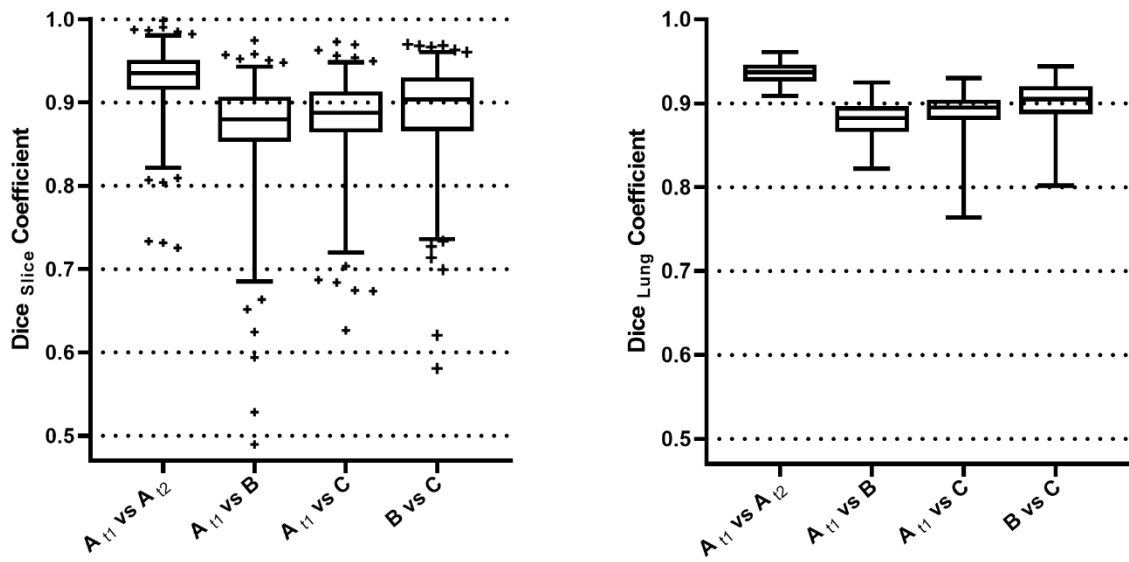 Dice Slice Coefficient
1.0
0.9
0.8
0.7
0.6
0.5
A t1 vs A t2
A t1 vs B
A t1 vs C
B vs C
Dice Lung Coefficient
1.0
0.9
0.8
0.7
0.6
0.5
A t1 vs A t2
A t1 vs B
A t1 vs C
B vs C